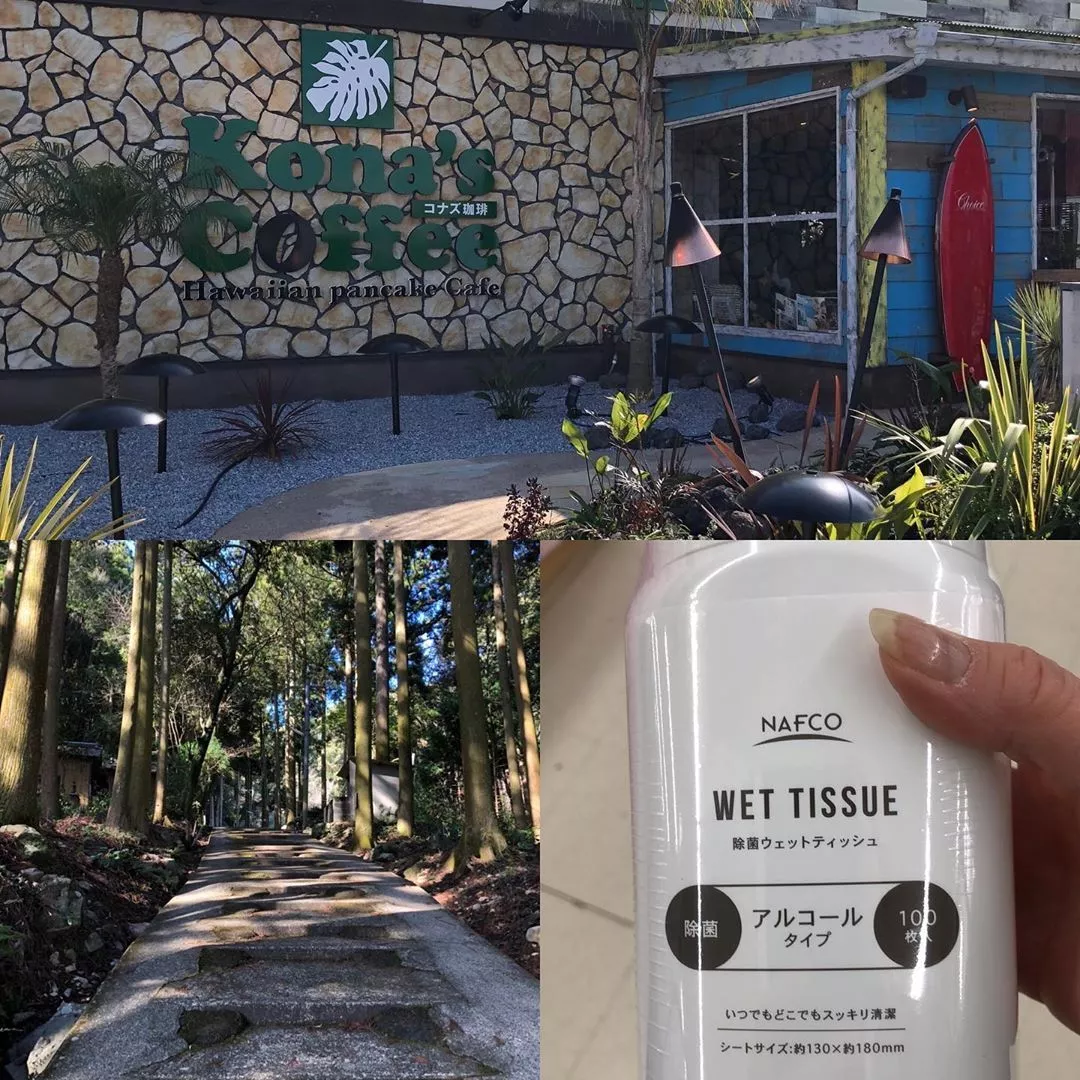 Kona's
コナズ珈琲
Coffee
Hawaiian pancake Cafe
Choice
NAFCO
WET TISSUE
除菌ウェットティッシュ
除菌
アルコール
タイプ
100
枚入
いつでもどこでもスッキリ清潔
シートサイズ:約130×約180mm